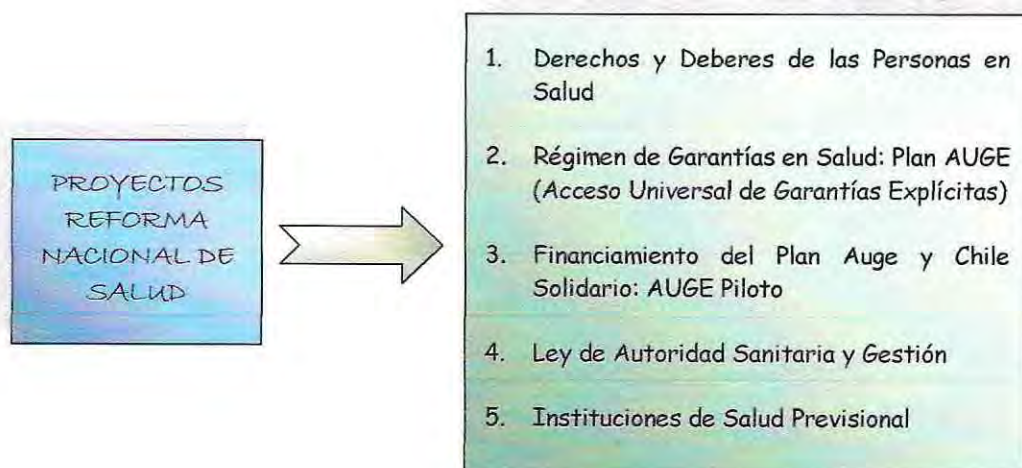 PROYECTOS
REFORMA
NACIONAL DE
SALUD
1. Derechos y Deberes de las Personas en
Salud
2. Régimen de Garantías en Salud: Plan AUGE
(Acceso Universal de Garantías Explícitas)
3. Financiamiento del Plan Auge y Chile
Solidario: AUGE Piloto
4. Ley de Autoridad Sanitaria y Gestión
5. Instituciones de Salud Previsional